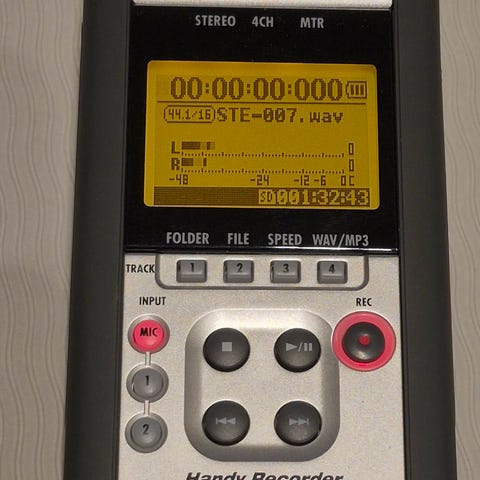 STEREO 4CH MTR
00:00:00:000
44.1/16 STE-007.wav
L 0
R 0
-48 -24 -12 -6 0 C
SD 001:32:43
FOLDER FILE SPEED WAV/MP3
TRACK 1 2 3 4
INPUT REC
MIC
1
2
Handy Recorder